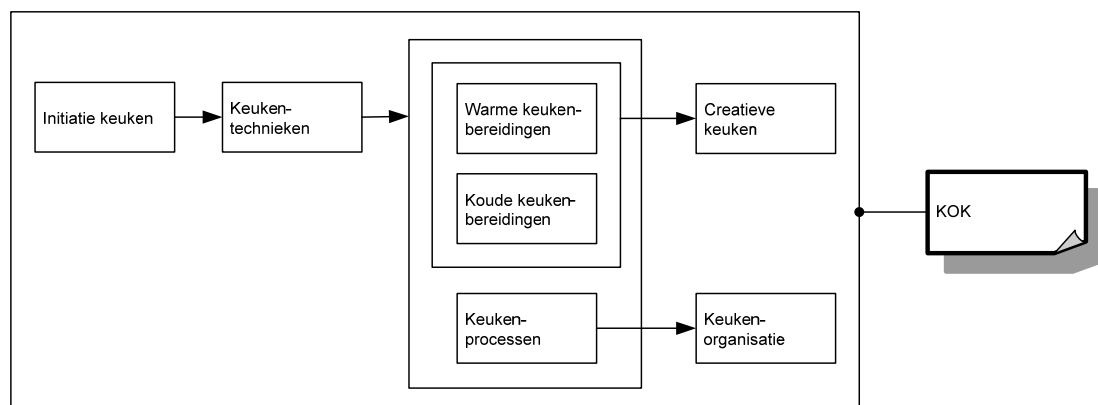 Initiatie keuken
Keuken-
technieken
Warme keuken-
bereidingen
Koude keuken-
bereidingen
Keuken-
processen
Creatieve
keuken
Keuken-
organisatie
KOK